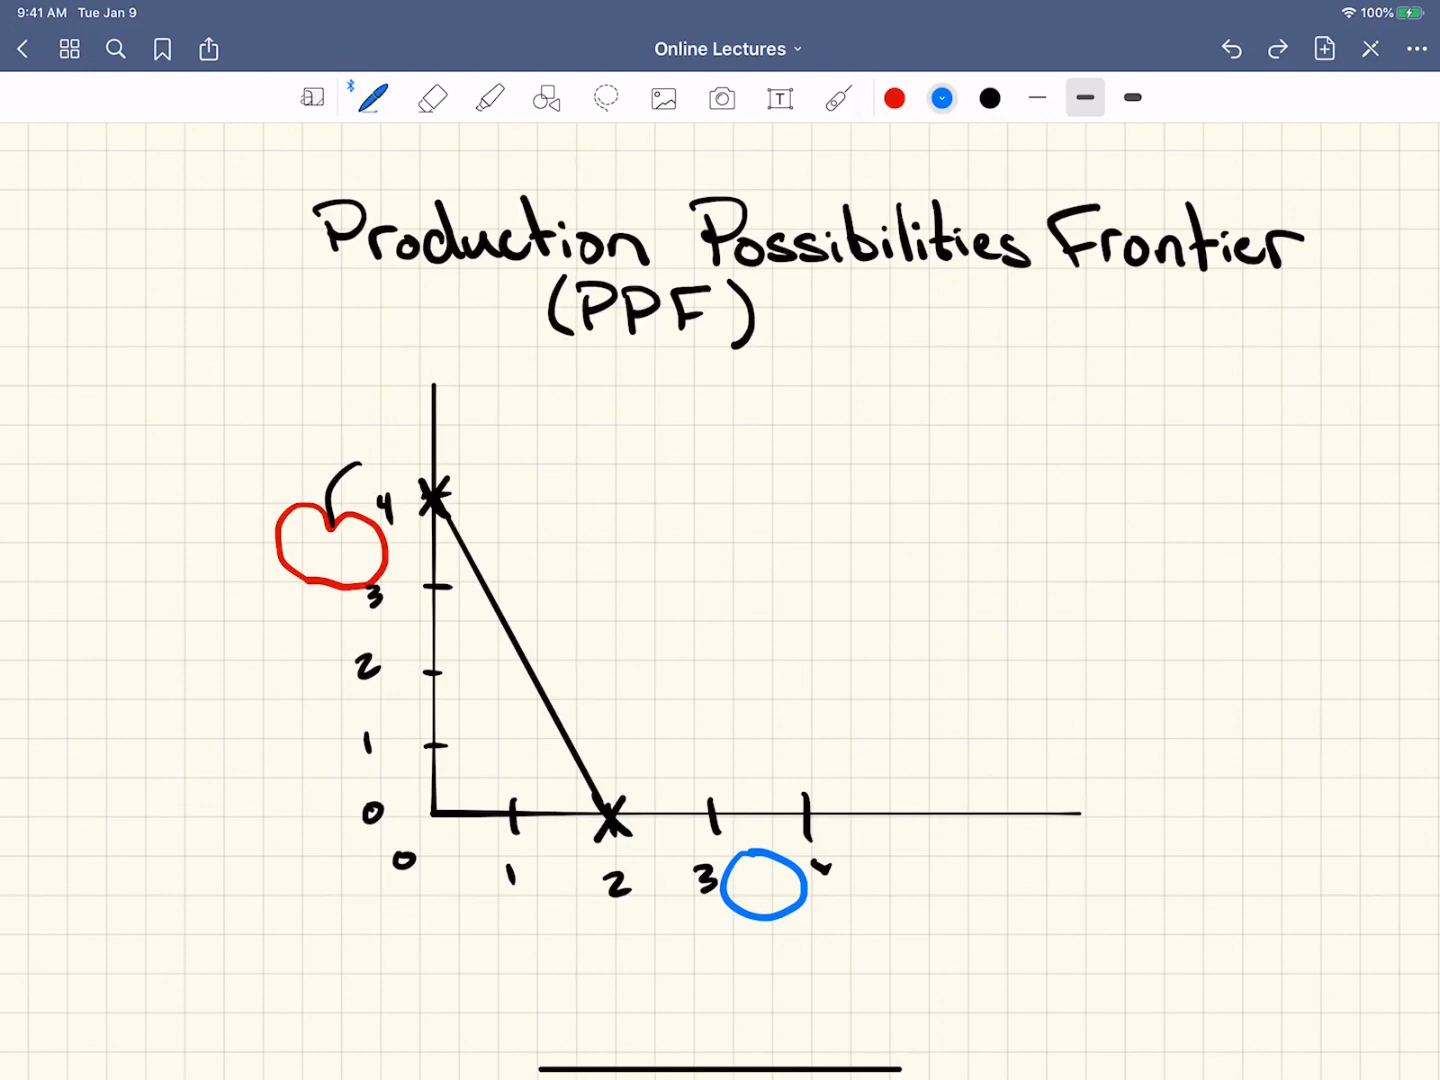 9:41 AM Tue Jan 9
100%
Online Lectures
Production Possibilities Frontier
(PPF)
4
3
2
1
0
0
1 2 3